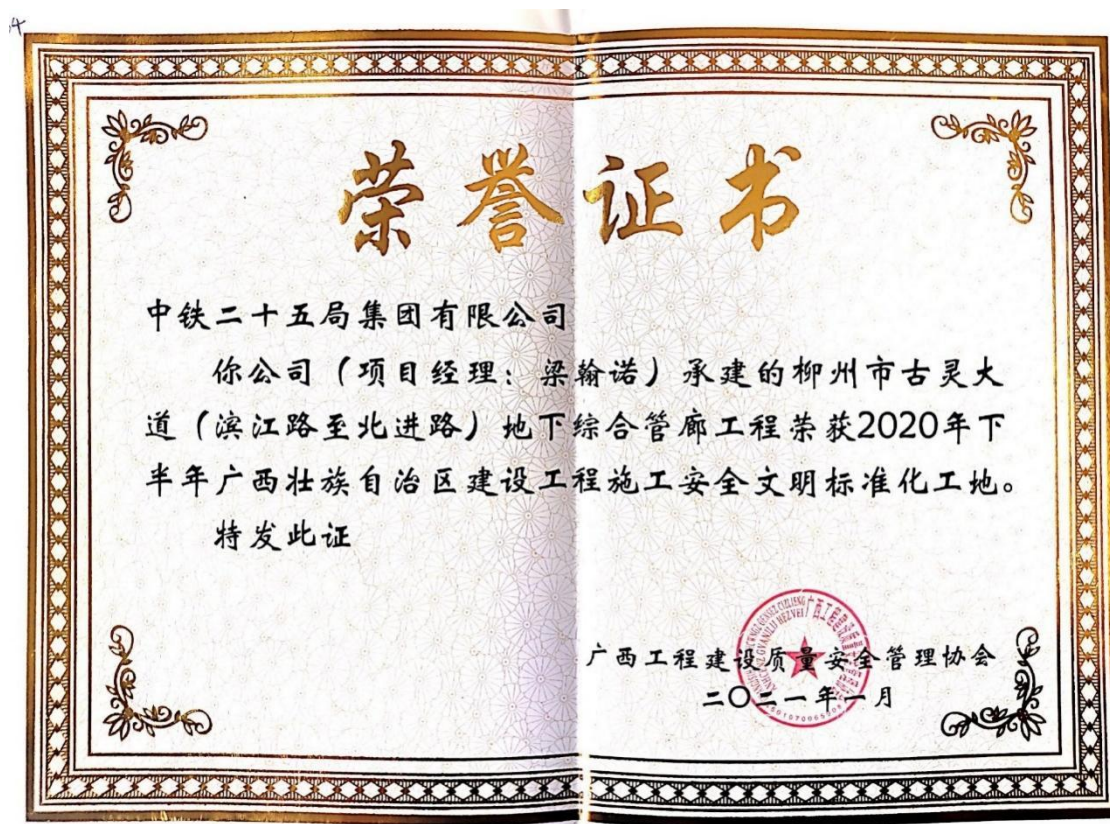 荣誉证书
中铁二十五局集团有限公司
你公司（项目经理：梁翰诺）承建的柳州市古灵大
道（滨江路至北进路）地下综合管廊工程荣获2020年下
半年广西壮族自治区建设工程施工安全文明标准化工地。
特发此证
广西工程建设质量安全管理协会
二〇二一年一月